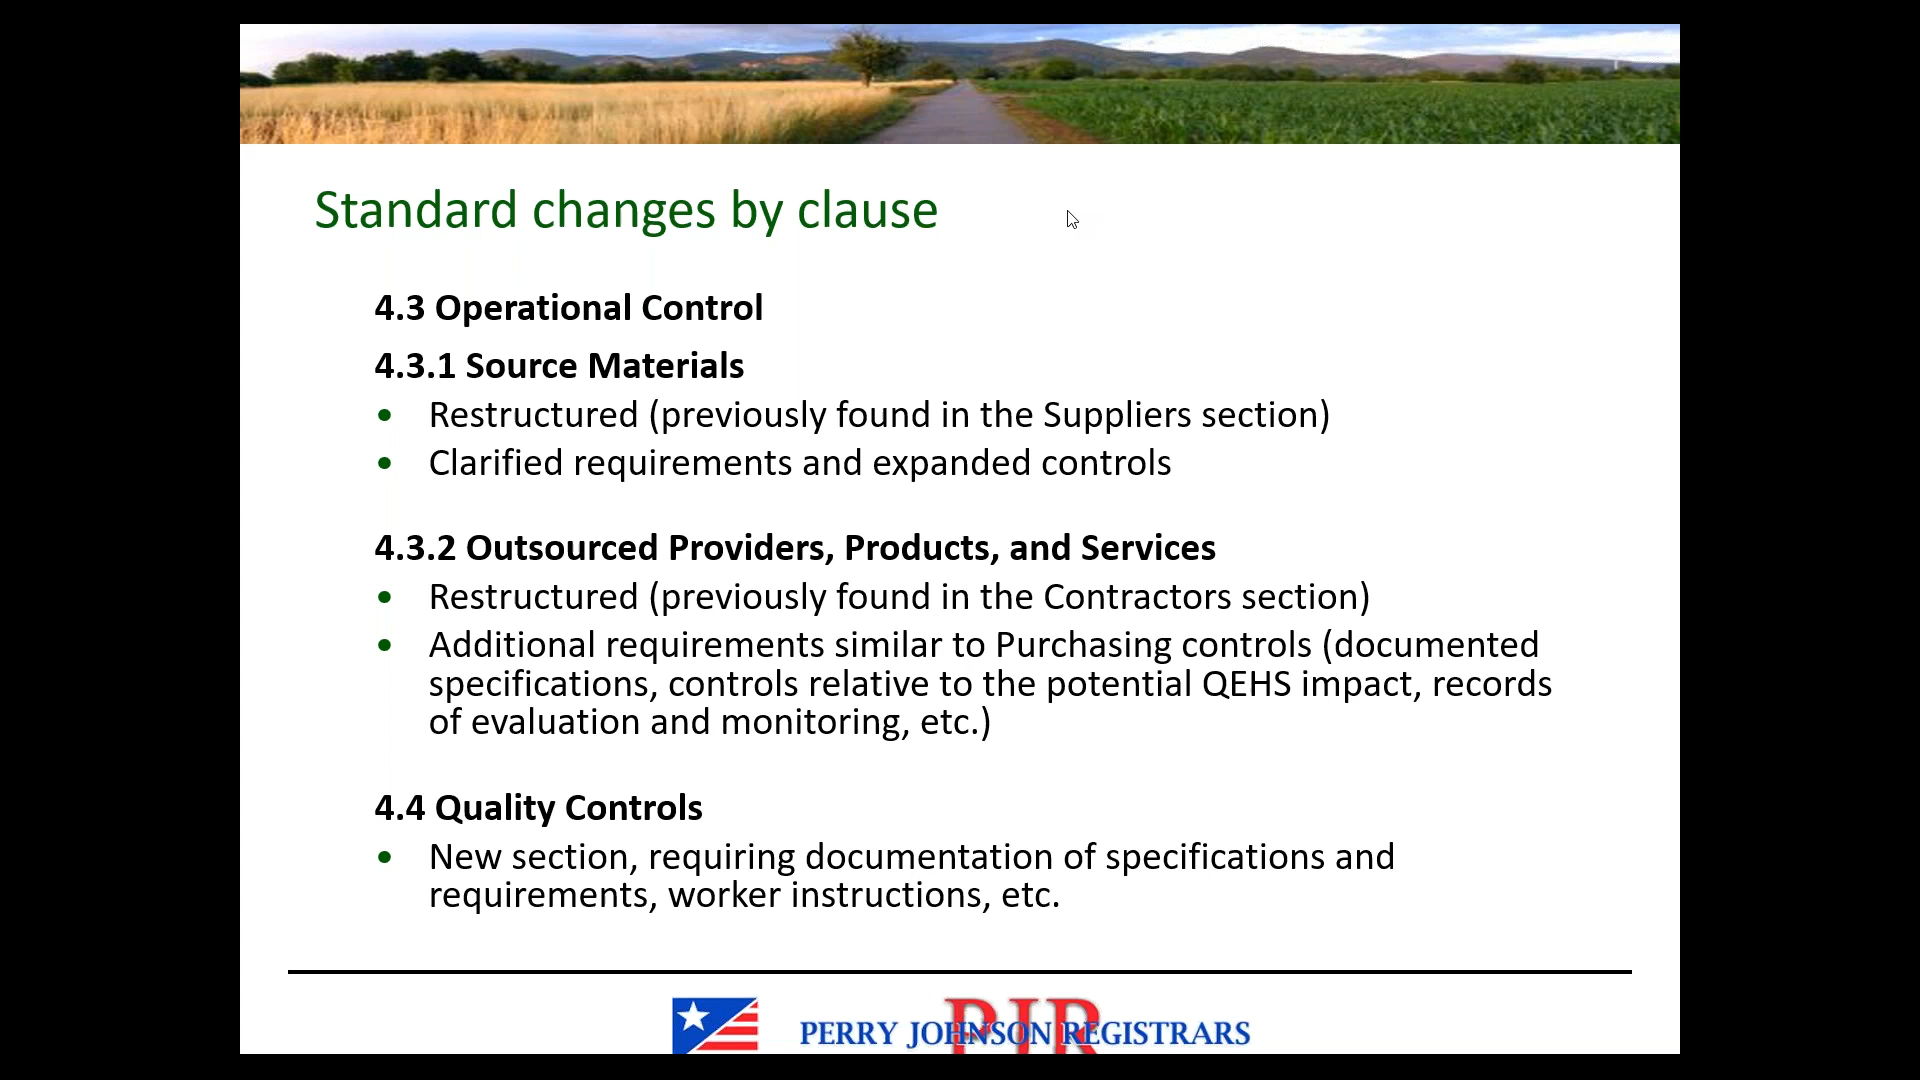 Standard changes by clause
4.3 Operational Control
4.3.1 Source Materials
• Restructured (previously found in the Suppliers section)
• Clarified requirements and expanded controls
4.3.2 Outsourced Providers, Products, and Services
• Restructured (previously found in the Contractors section)
• Additional requirements similar to Purchasing controls (documented
specifications, controls relative to the potential QEHS impact, records
of evaluation and monitoring, etc.)
4.4 Quality Controls
• New section, requiring documentation of specifications and
requirements, worker instructions, etc.
PJR
PERRY JOHNSON REGISTRARS